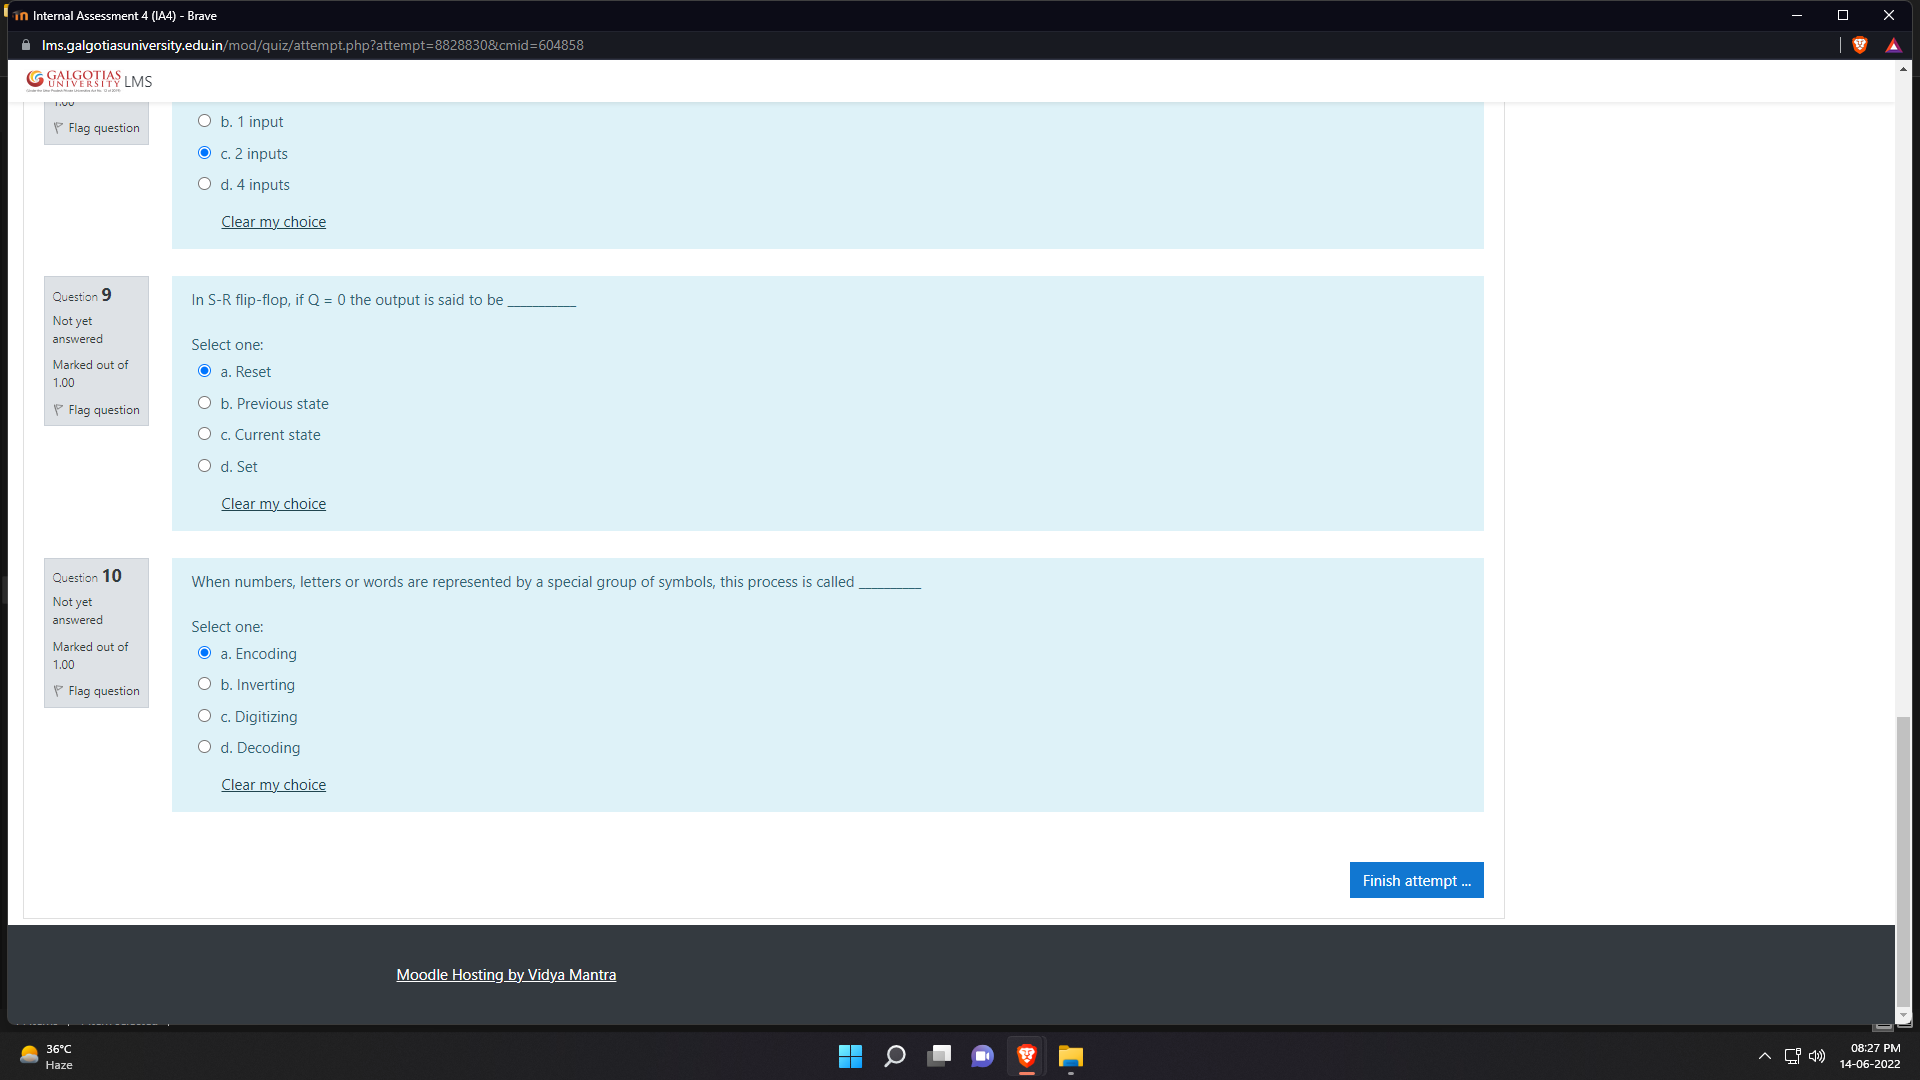 Internal Assessment 4 (IA4) - Brave
lms.galgotiasuniversity.edu.in/mod/quiz/attempt.php?attempt=8828830&cmid=604858
GALGOTIAS
UNIVERSITY LMS
1.00
Flag question
b. 1 input
c. 2 inputs
d. 4 inputs
Clear my choice
Question 9
Not yet
answered
Marked out of
1.00
Flag question
In S-R flip-flop, if Q = 0 the output is said to be ___________
Select one:
a. Reset
b. Previous state
c. Current state
d. Set
Clear my choice
Question 10
Not yet
answered
Marked out of
1.00
Flag question
When numbers, letters or words are represented by a special group of symbols, this process is called __________
Select one:
a. Encoding
b. Inverting
c. Digitizing
d. Decoding
Clear my choice
Finish attempt ...
Moodle Hosting by Vidya Mantra
36°C
Haze
08:27 PM
14-06-2022